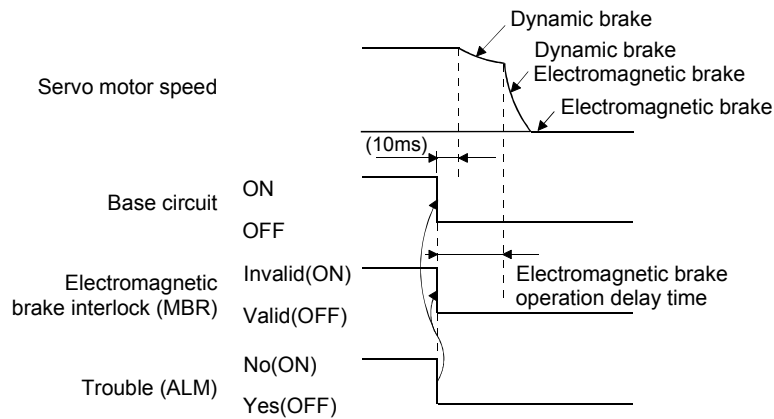 Dynamic brake
Dynamic brake
Electromagnetic brake
Servo motor speed
Electromagnetic brake
(10ms)
ON
Base circuit
OFF
Electromagnetic
brake interlock (MBR)
Invalid(ON)
Valid(OFF)
Electromagnetic brake
operation delay time
No(ON)
Trouble (ALM)
Yes(OFF)